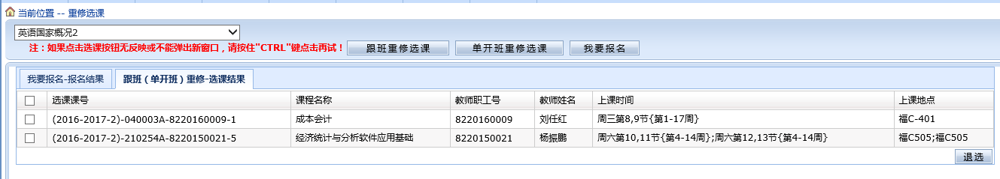 当前位置 -- 重修选课
英语国家概况2
注：如果点击选课按钮无反映或不能弹出新窗口，请按住"CTRL"键点击再试！ 跟班重修选课 单开班重修选课 我要报名
我要报名-报名结果 跟班（单开班）重修-选课结果
选课课号 课程名称 教师职工号 教师姓名 上课时间 上课地点
(2016-2017-2)-040003A-8220160009-1 成本会计 8220160009 刘任红 周三第8,9节{第1-17周} 福C-401
(2016-2017-2)-210254A-8220150021-5 经济统计与分析软件应用基础 8220150021 杨振鹏 周六第10,11节{第4-14周};周六第12,13节{第4-14周} 福C505;福C505
退选